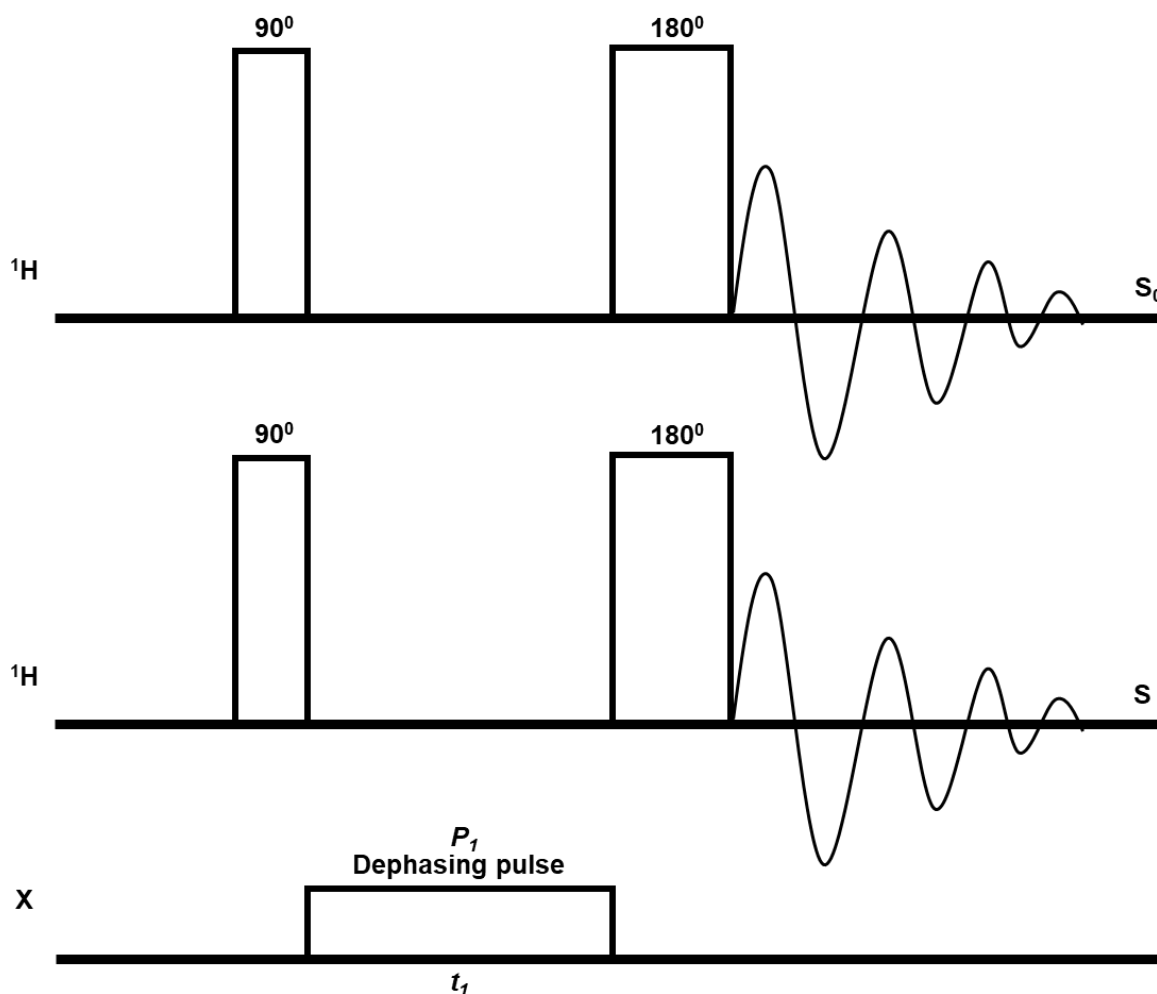 90⁰ 180⁰
¹H S₀
90⁰ 180⁰
¹H S
P₁
Dephasing pulse
X
t₁